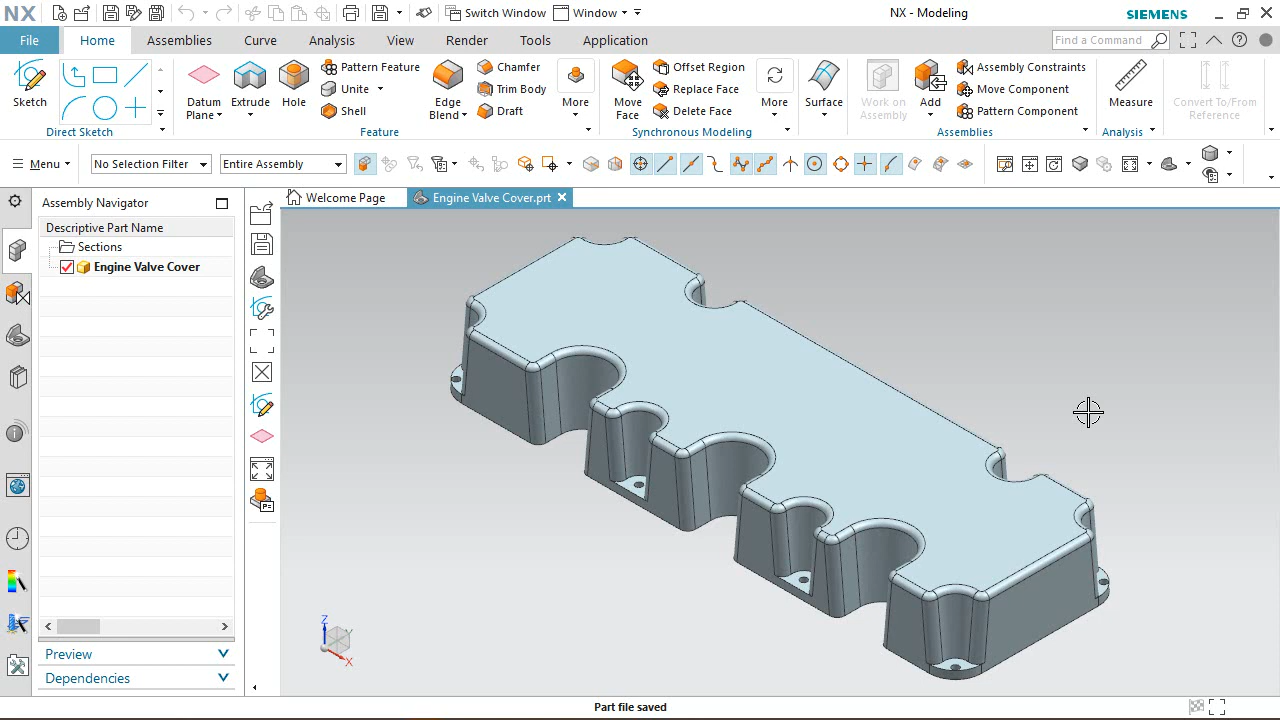 NX
Switch Window
Window
NX - Modeling
SIEMENS
File
Home
Assemblies
Curve
Analysis
View
Render
Tools
Application
Find a Command
Sketch
Direct Sketch
Datum Plane
Extrude
Hole
Pattern Feature
Unite
Shell
Edge Blend
Chamfer
Trim Body
Draft
More
Feature
Move Face
Offset Region
Replace Face
Delete Face
More
Synchronous Modeling
Surface
Work on Assembly
Add
Assembly Constraints
Move Component
Pattern Component
Assemblies
Measure
Analysis
Convert To/From Reference
Menu
No Selection Filter
Entire Assembly
Assembly Navigator
Descriptive Part Name
Sections
Engine Valve Cover
Preview
Dependencies
Welcome Page
Engine Valve Cover.prt
Z
Y
X
Part file saved